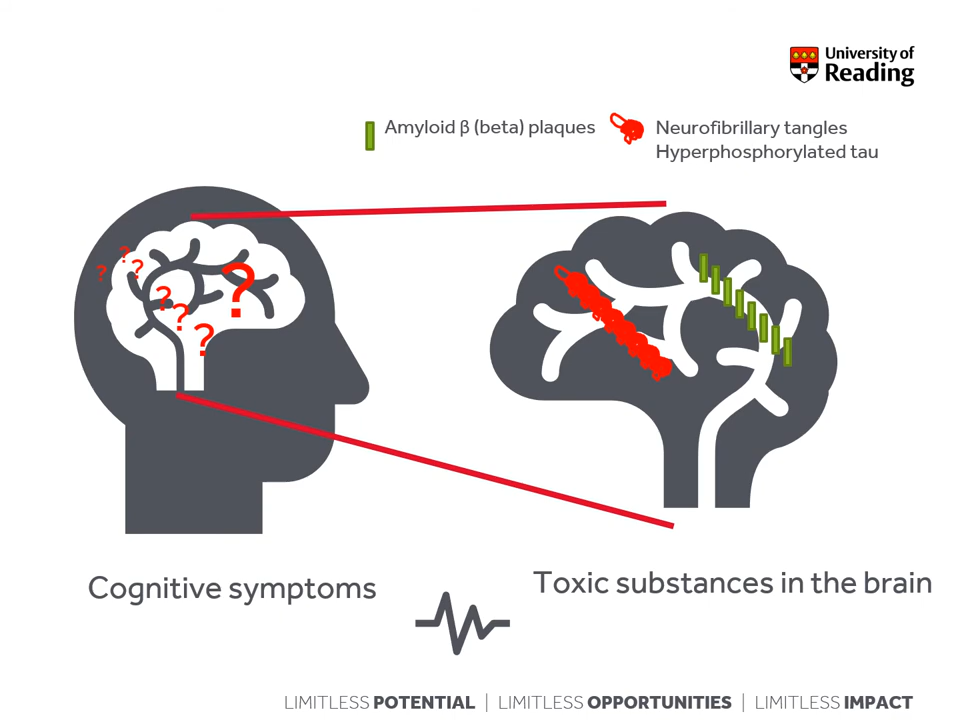 University of
Reading
Amyloid β (beta) plaques
Neurofibrillary tangles
Hyperphosphorylated tau
? ? ? ? ? ? ?
Cognitive symptoms
Toxic substances in the brain
LIMITLESS POTENTIAL | LIMITLESS OPPORTUNITIES | LIMITLESS IMPACT